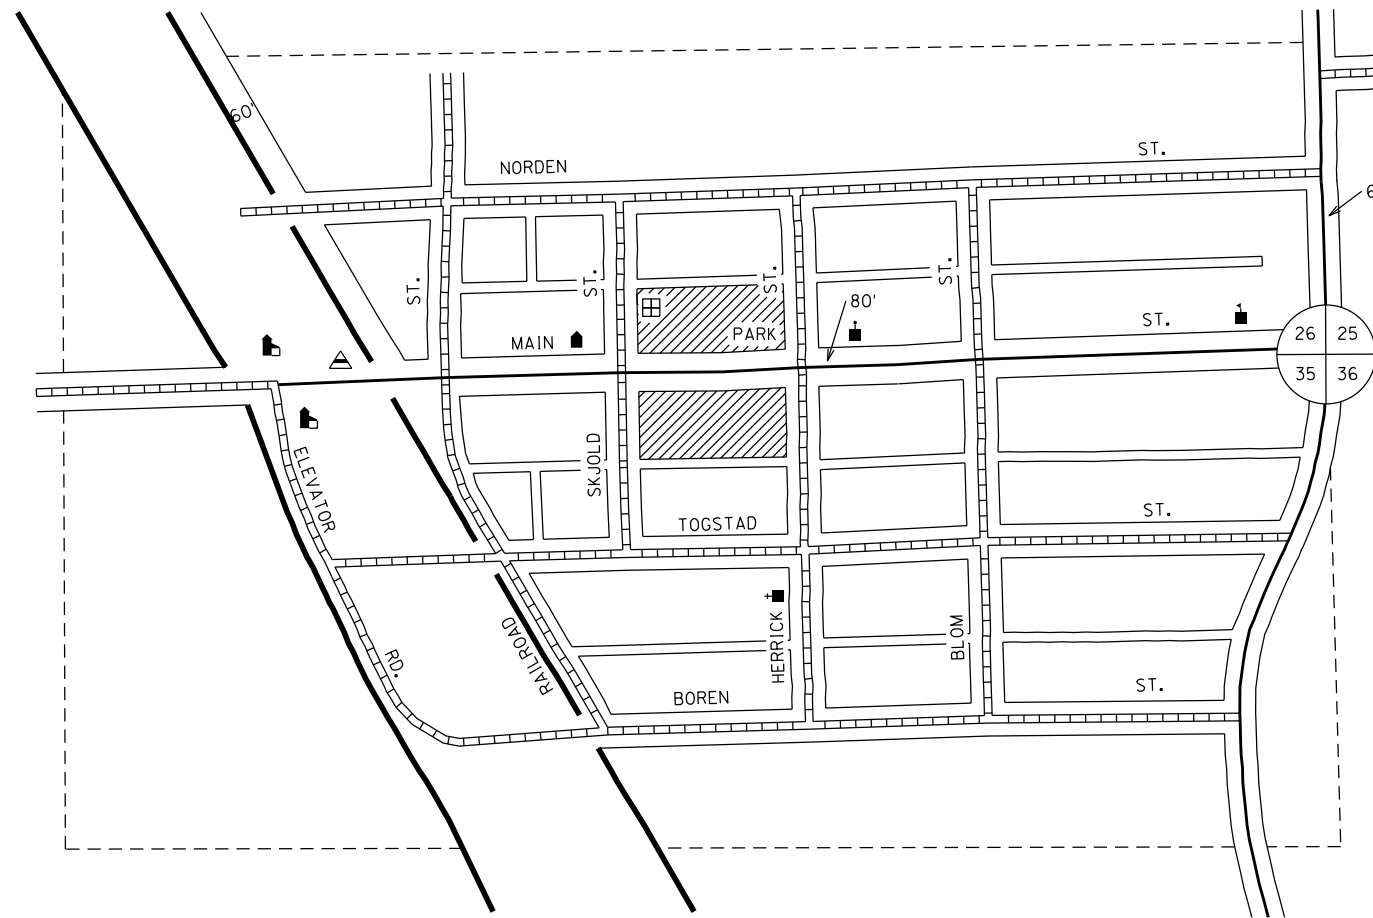 60'
NORDEN ST.
6
ST.
ST.
ST.
ST.
80'
MAIN
PARK
ST.
26 25
35 36
SKJOLD
ELEVATOR
TOGSTAD ST.
RAILROAD
HERRICK
BLOM
RD.
BOREN ST.